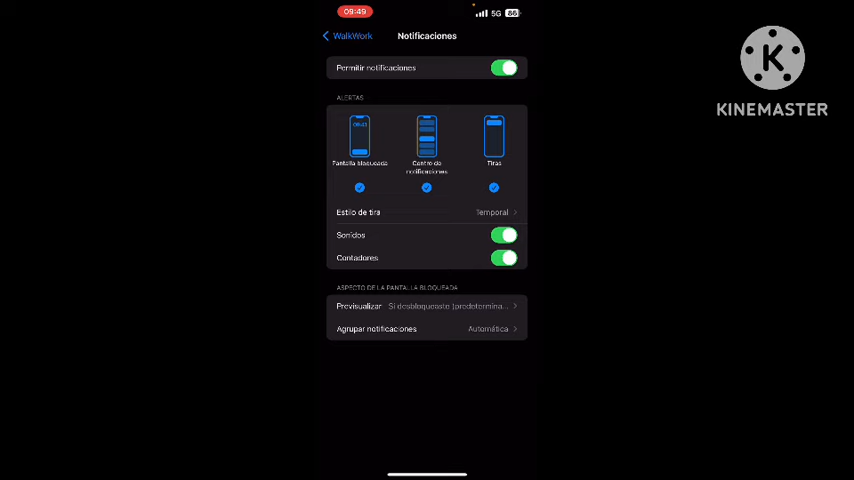 09:49
5G 86
WalkWork
Notificaciones
Permitir notificaciones
ALERTAS
09:41
Pantalla bloqueada
Centro de
notificaciones
Tiras
Estilo de tira
Temporal
Sonidos
Contadores
ASPECTO DE LA PANTALLA BLOQUEADA
Previsualizar
Si desbloqueaste (predetermina...
Agrupar notificaciones
Automática
K
KINEMASTER